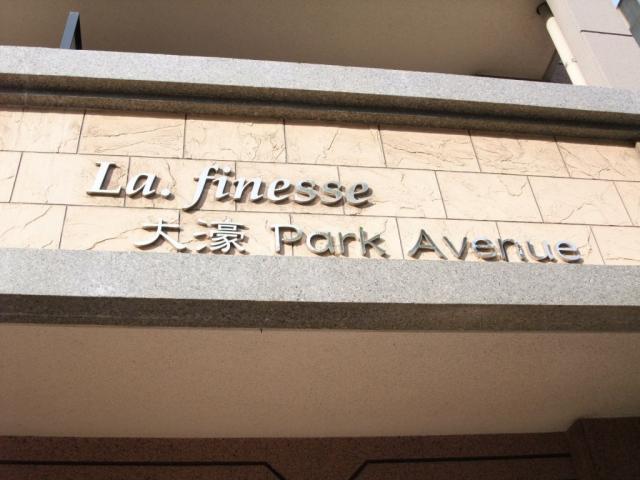 La. finesse
大濠 Park Avenue